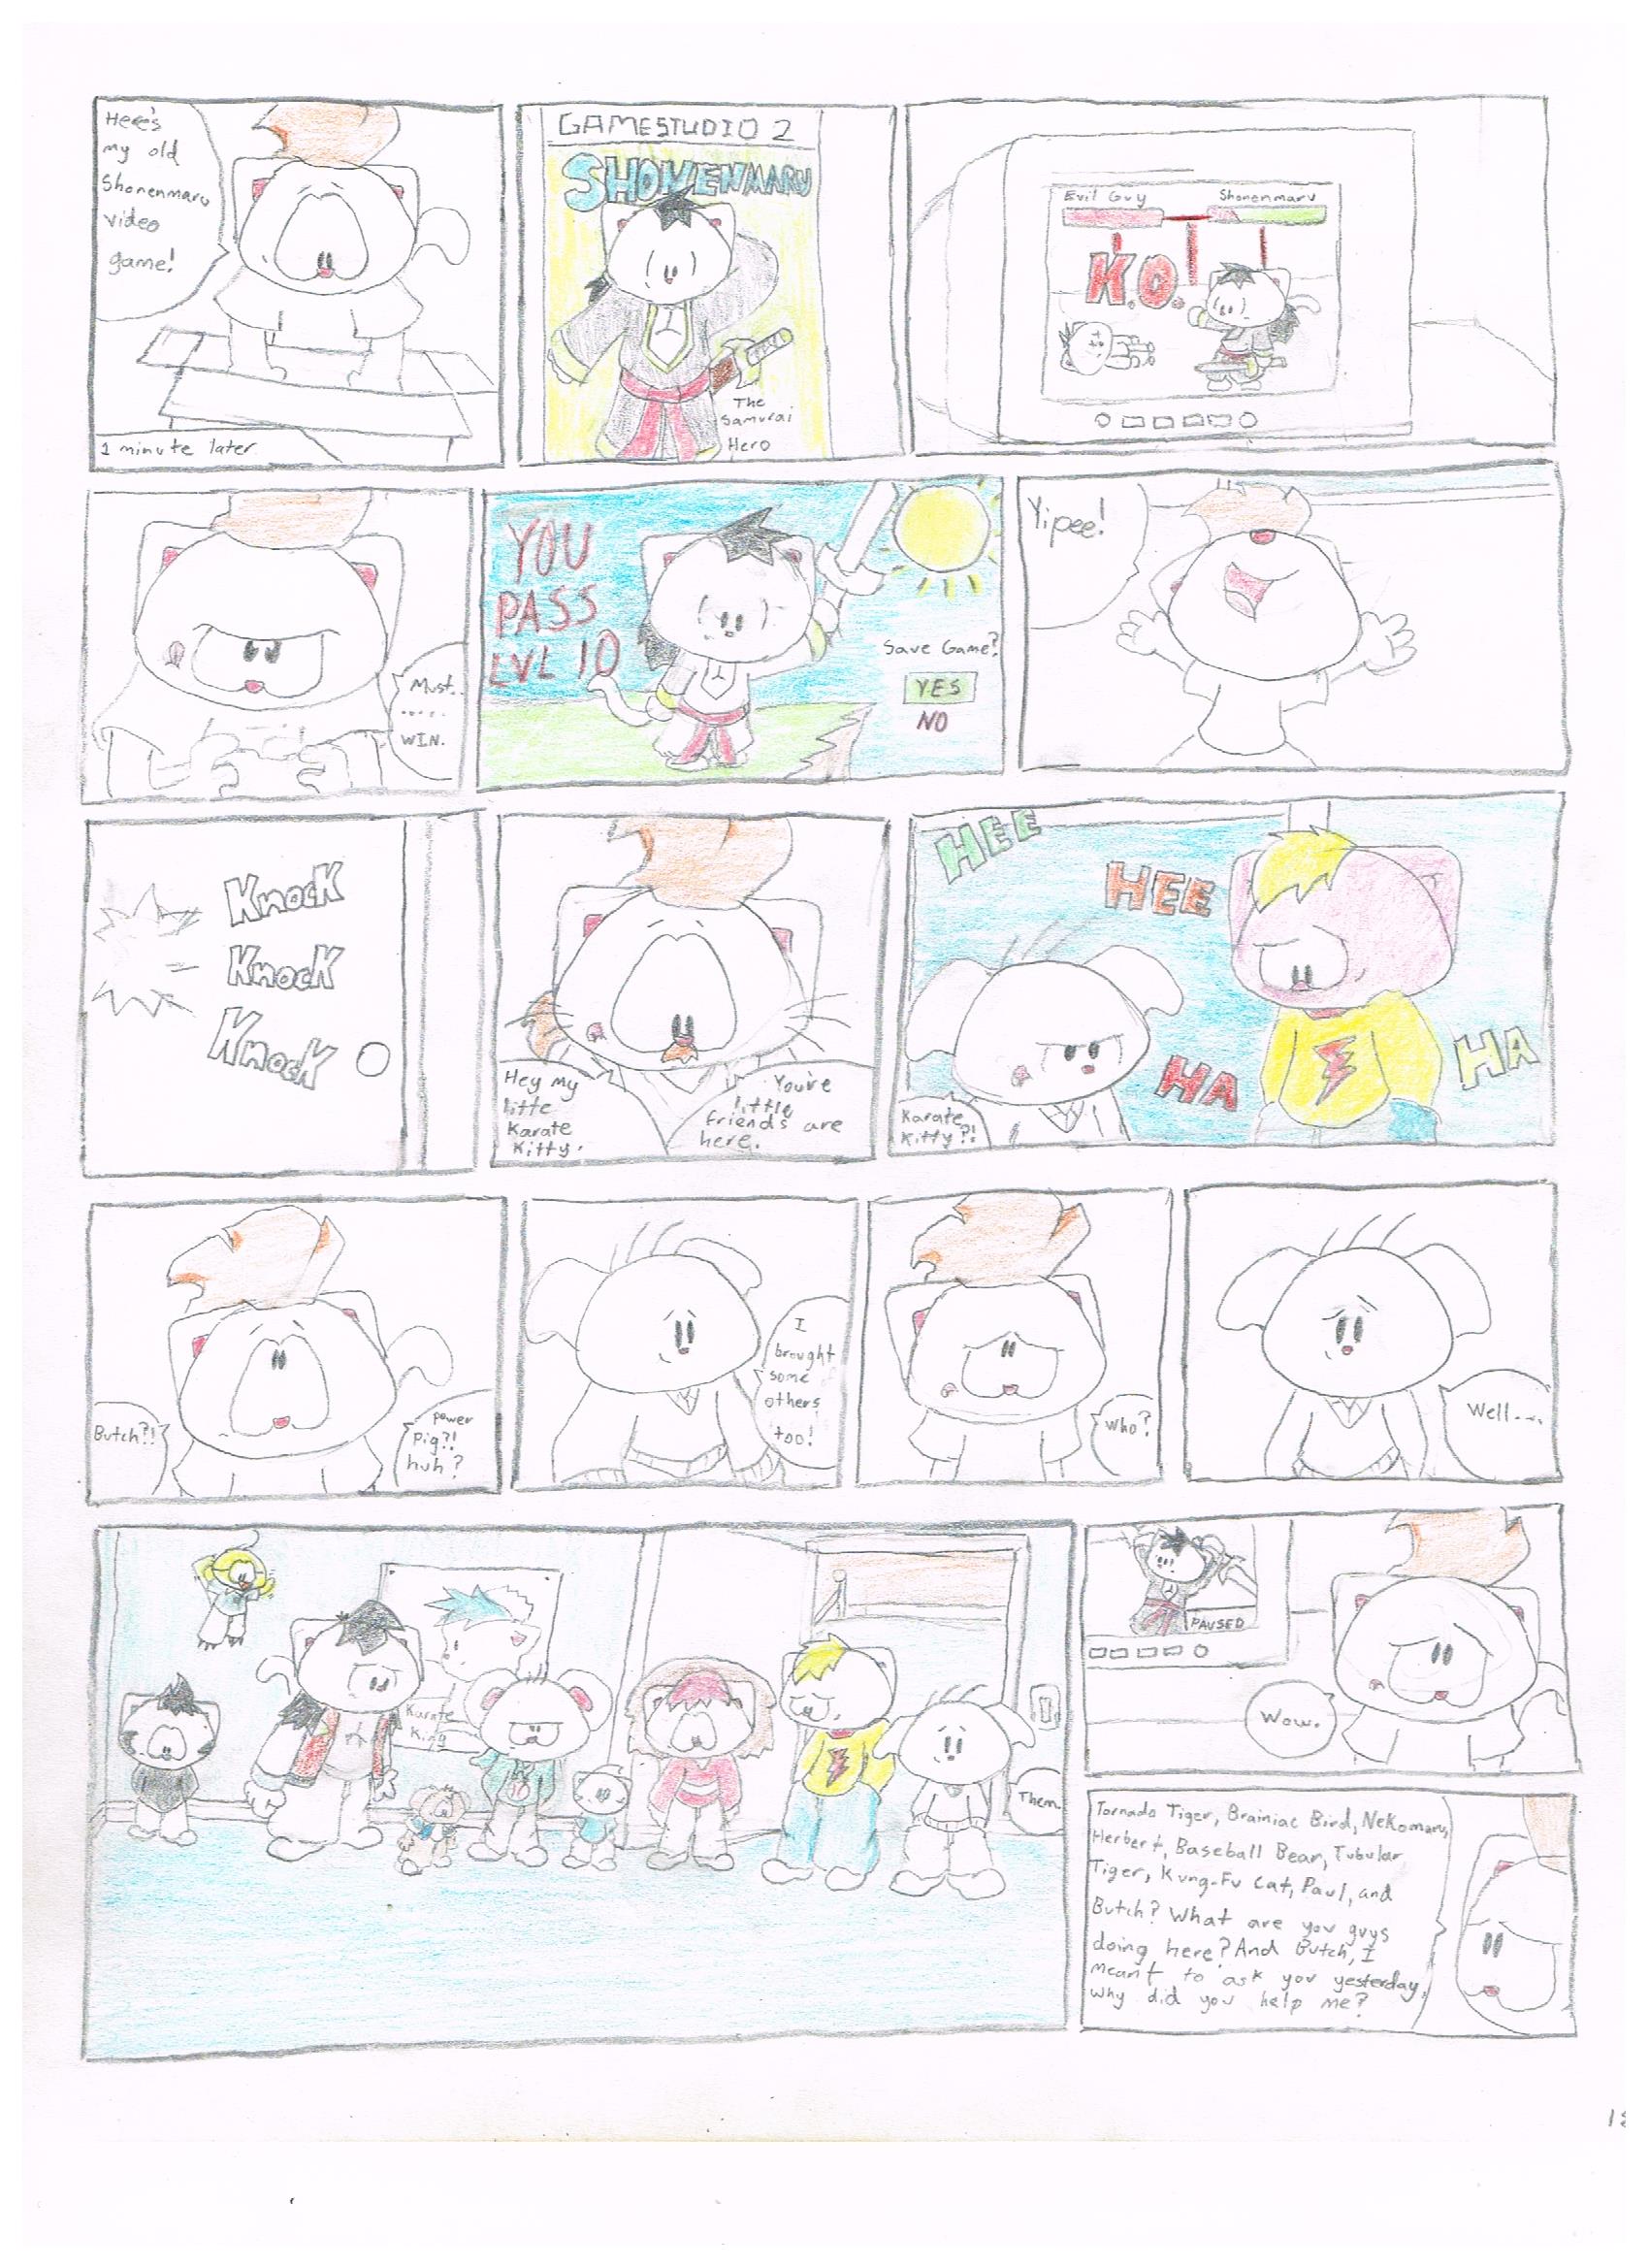 Here's
my old
Shonenmaru
video
game!
1 minute later
GAMESTUDIO 2
SHONENMARU
The
Samurai
Hero
Evil Guy
Shonenmaru
K.O.
Must..
.....
WIN.
YOU
PASS
LVL 10
Save Game?
YES
NO
Yipee!
Knock
Knock
Knock
Hey my
litte
Karate
Kitty.
You're
little
friends are
here.
HEE
HEE
HA
HA
Karate
Kitty?!
Butch?!
Power
pig?!
huh?
I
brought
some
others
too!
Who?
Well....
Karate
King
Them.
PAUSED
Wow.
Tornado Tiger, Brainiac Bird, Nekomaru,
Herbert, Baseball Bear, Tubular
Tiger, Kung-Fu Cat, Paul, and
Butch? What are you guys
doing here? And Butch, I
meant to ask you yesterday,
why did you help me?